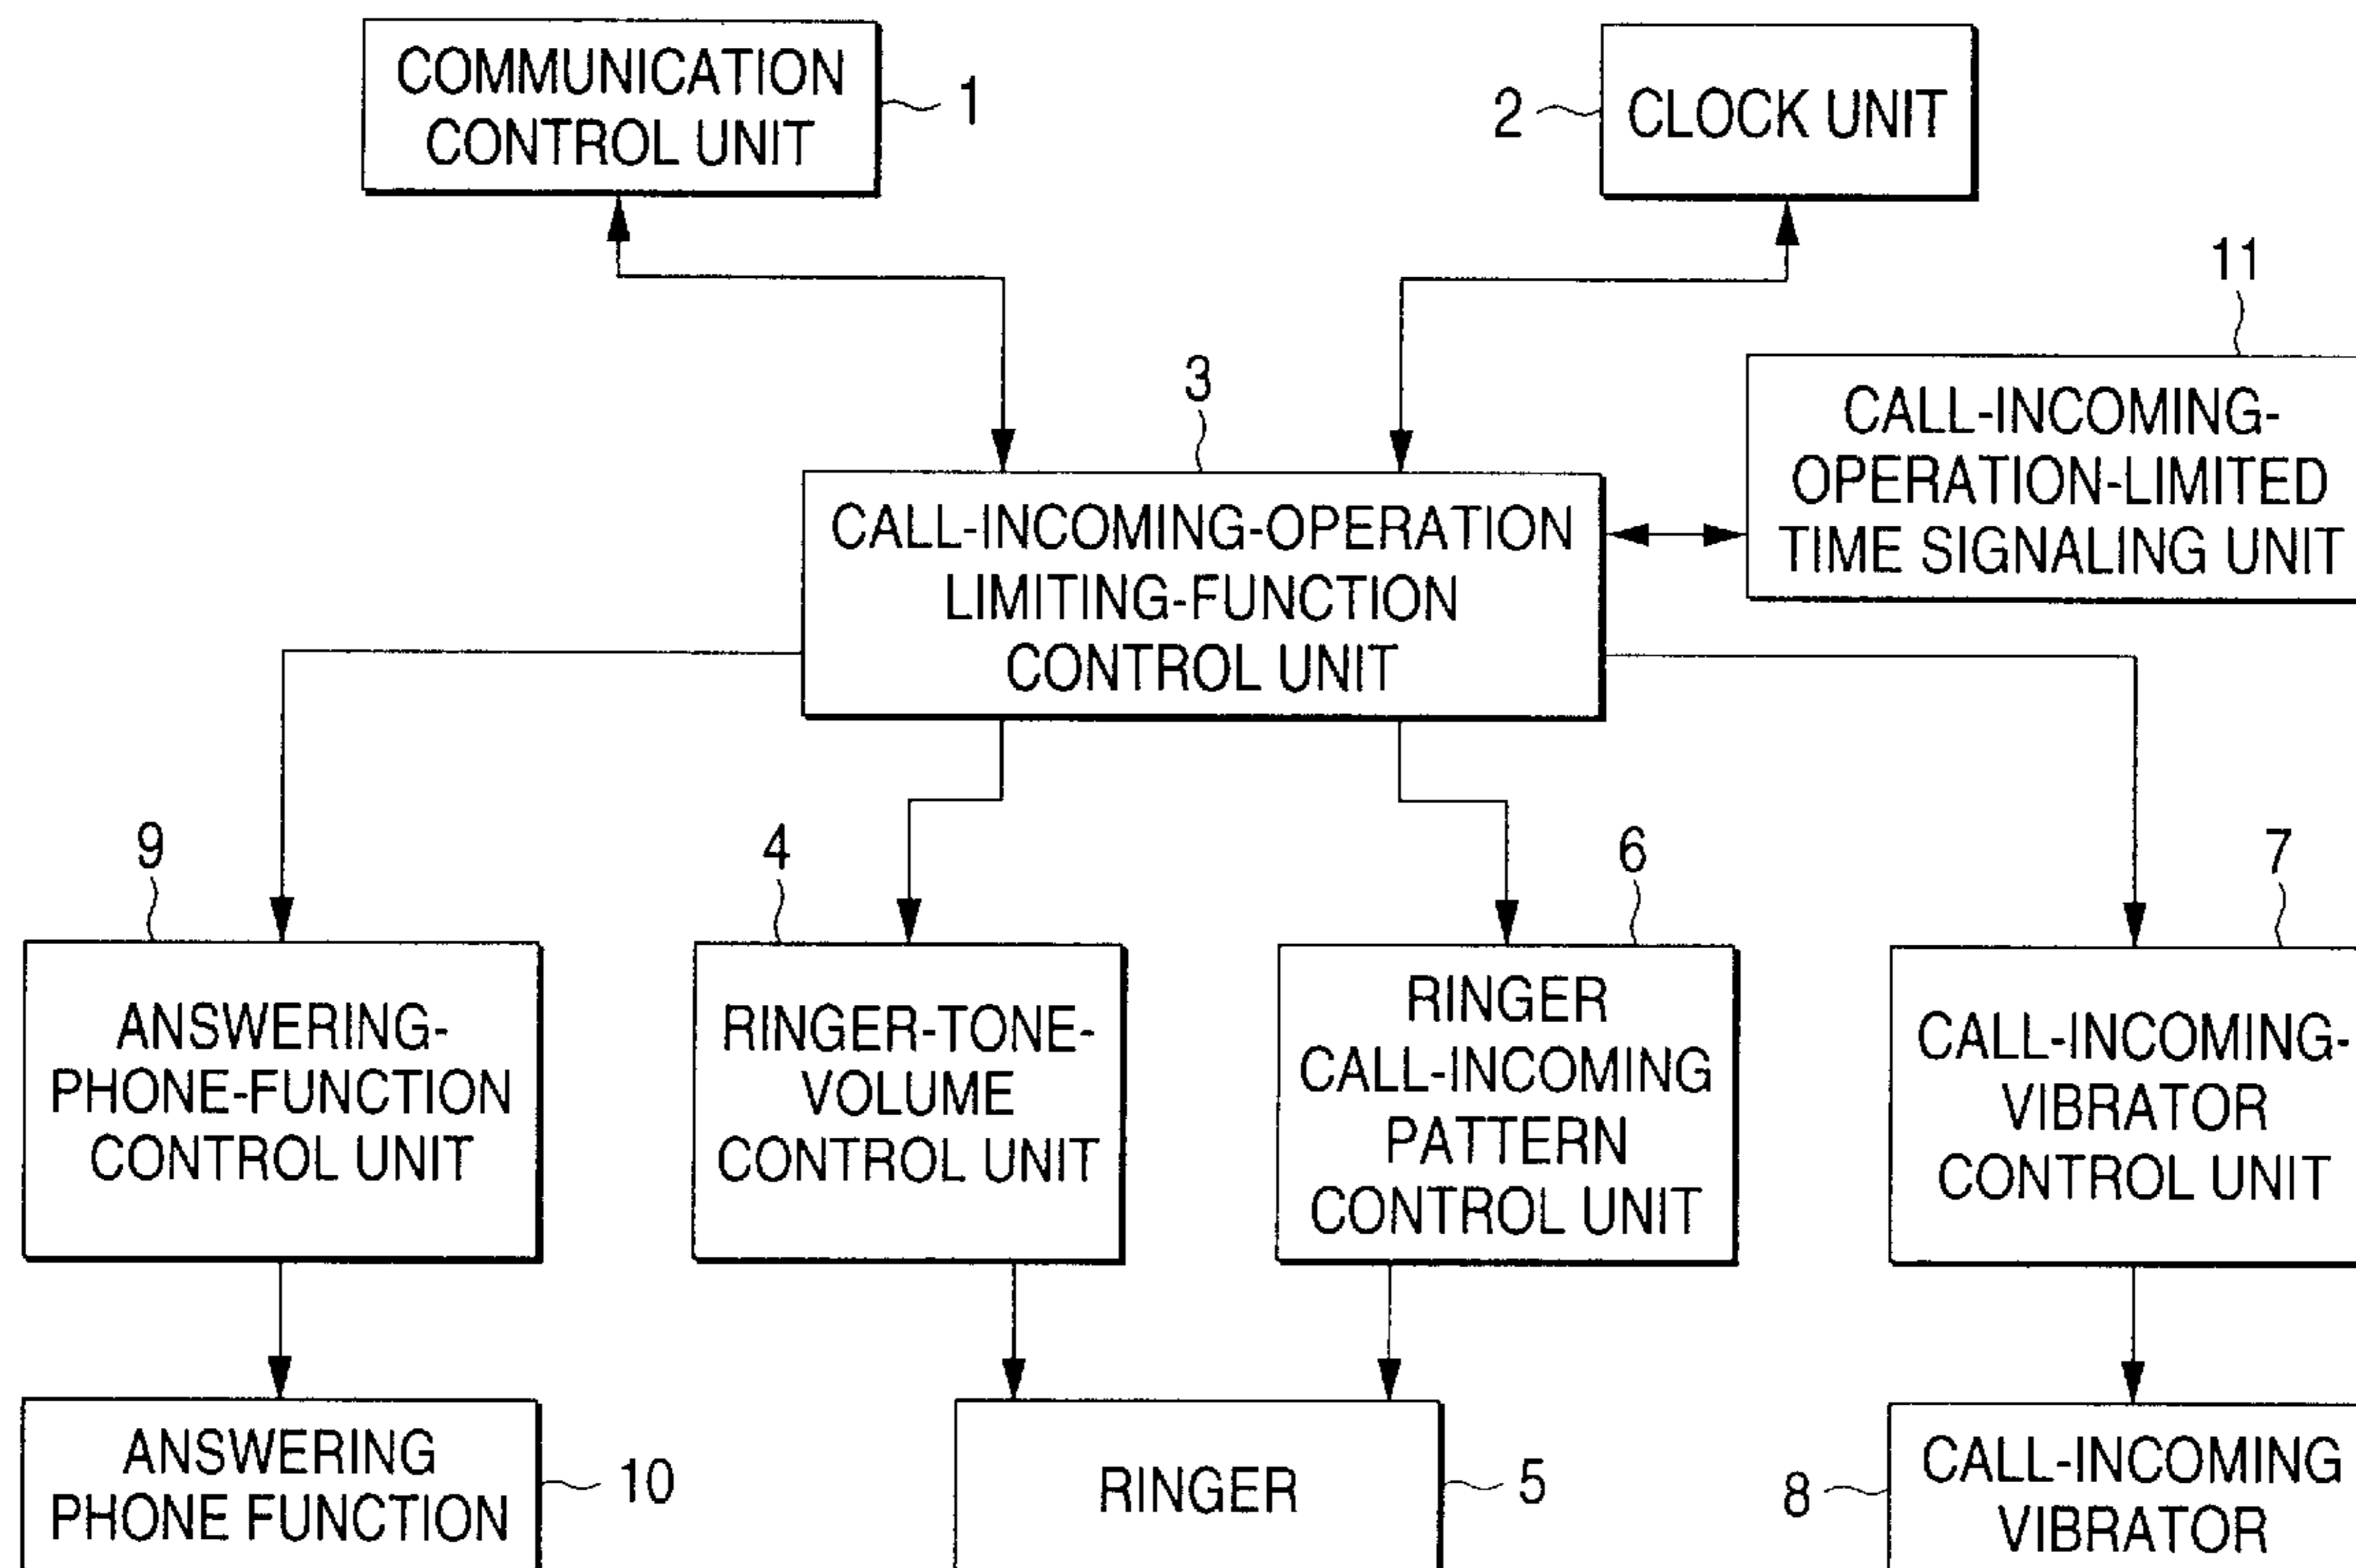 COMMUNICATION
CONTROL UNIT
1
2
CLOCK UNIT
11
3
CALL-INCOMING-
OPERATION-LIMITED
TIME SIGNALING UNIT
CALL-INCOMING-OPERATION
LIMITING-FUNCTION
CONTROL UNIT
9
4
6
7
ANSWERING-
PHONE-FUNCTION
CONTROL UNIT
RINGER-TONE-
VOLUME
CONTROL UNIT
RINGER
CALL-INCOMING
PATTERN
CONTROL UNIT
CALL-INCOMING-
VIBRATOR
CONTROL UNIT
ANSWERING
PHONE FUNCTION
10
RINGER
5
8
CALL-INCOMING
VIBRATOR